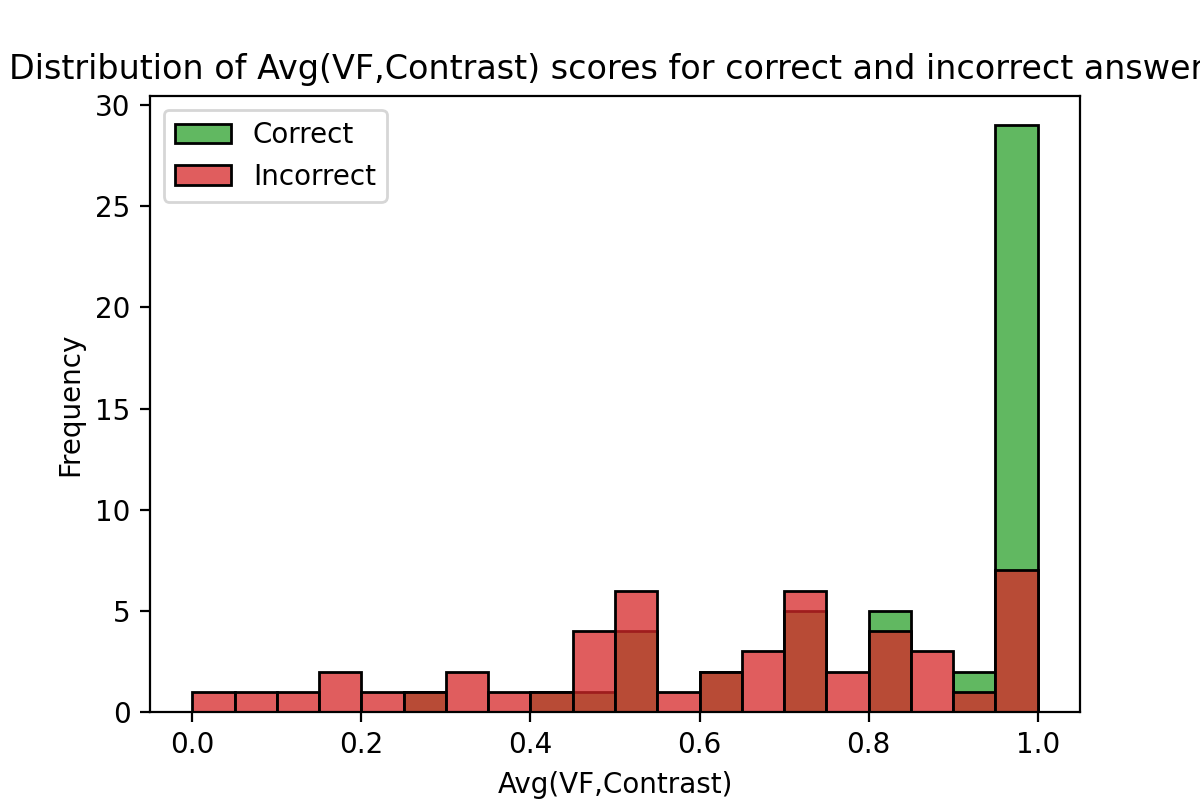 Distribution of Avg(VF,Contrast) scores for correct and incorrect answer
Correct
Incorrect
30
25
20
15
10
5
0
Frequency
0.0 0.2 0.4 0.6 0.8 1.0
Avg(VF,Contrast)